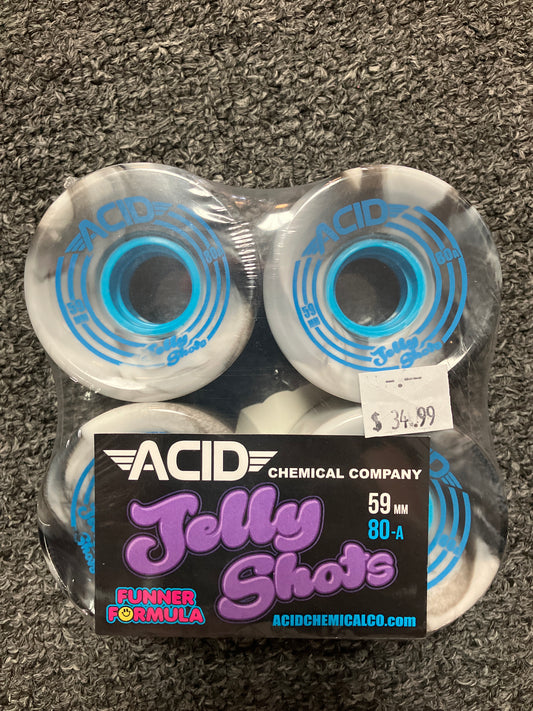 ACID
80A
59
Jelly
Shots
ACID
80A
59
Jelly
Shots
$ 34.99
ACID CHEMICAL COMPANY
Jelly
Shots
59 MM
80-A
FUNNER
FORMULA
ACIDCHEMICALCO.com